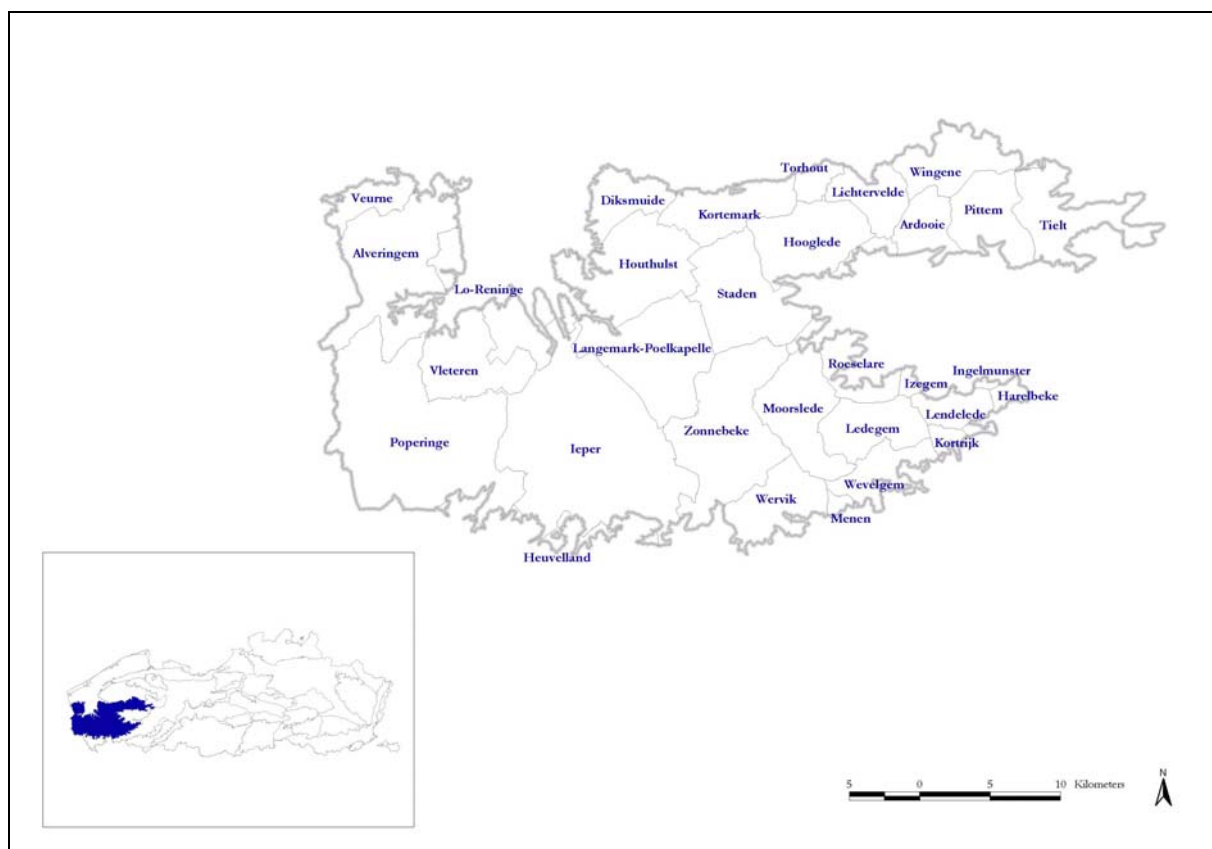 Torhout
Wingene
Veurne
Diksmuide
Lichtervelde
Kortemark
Ardooie
Pittem
Tielt
Alveringem
Houthulst
Hooglede
Lo-Reninge
Staden
Langemark-Poelkapelle
Vleteren
Roeselare
Ingelmunster
Izegem
Harelbeke
Moorslede
Lendelede
Poperinge
Ieper
Zonnebeke
Ledegem
Kortrijk
Wervik
Wevelgem
Menen
Heuvelland
5 0 5 10 Kilometers
N